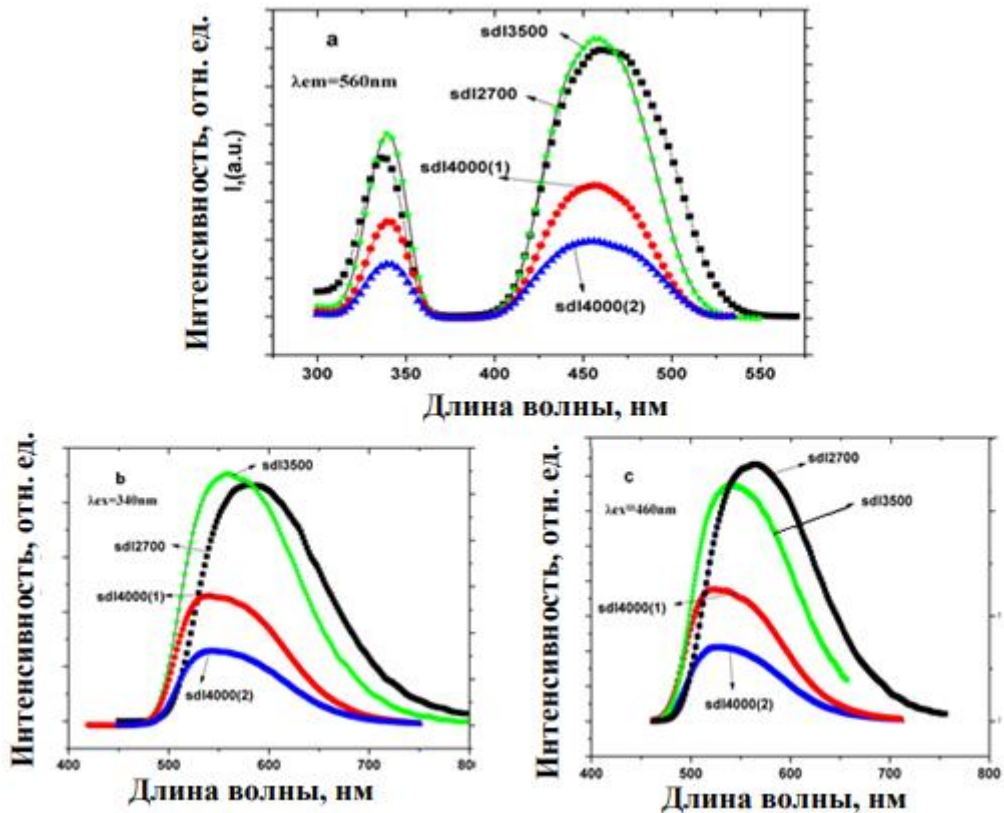 Интенсивность, отн. ед.
I,(a.u.)
a
λem=560nm
sdl3500
sdl2700
sdl4000(1)
sdl4000(2)
300 350 400 450 500 550
Длина волны, нм
Интенсивность, отн. ед.
b
λex=340nm
sdl3500
sdl2700
sdl4000(1)
sdl4000(2)
400 500 600 700 800
Длина волны, нм
Интенсивность, отн. ед.
c
λex=460nm
sdl2700
sdl3500
sdl4000(1)
sdl4000(2)
400 500 600 700 800
Длина волны, нм